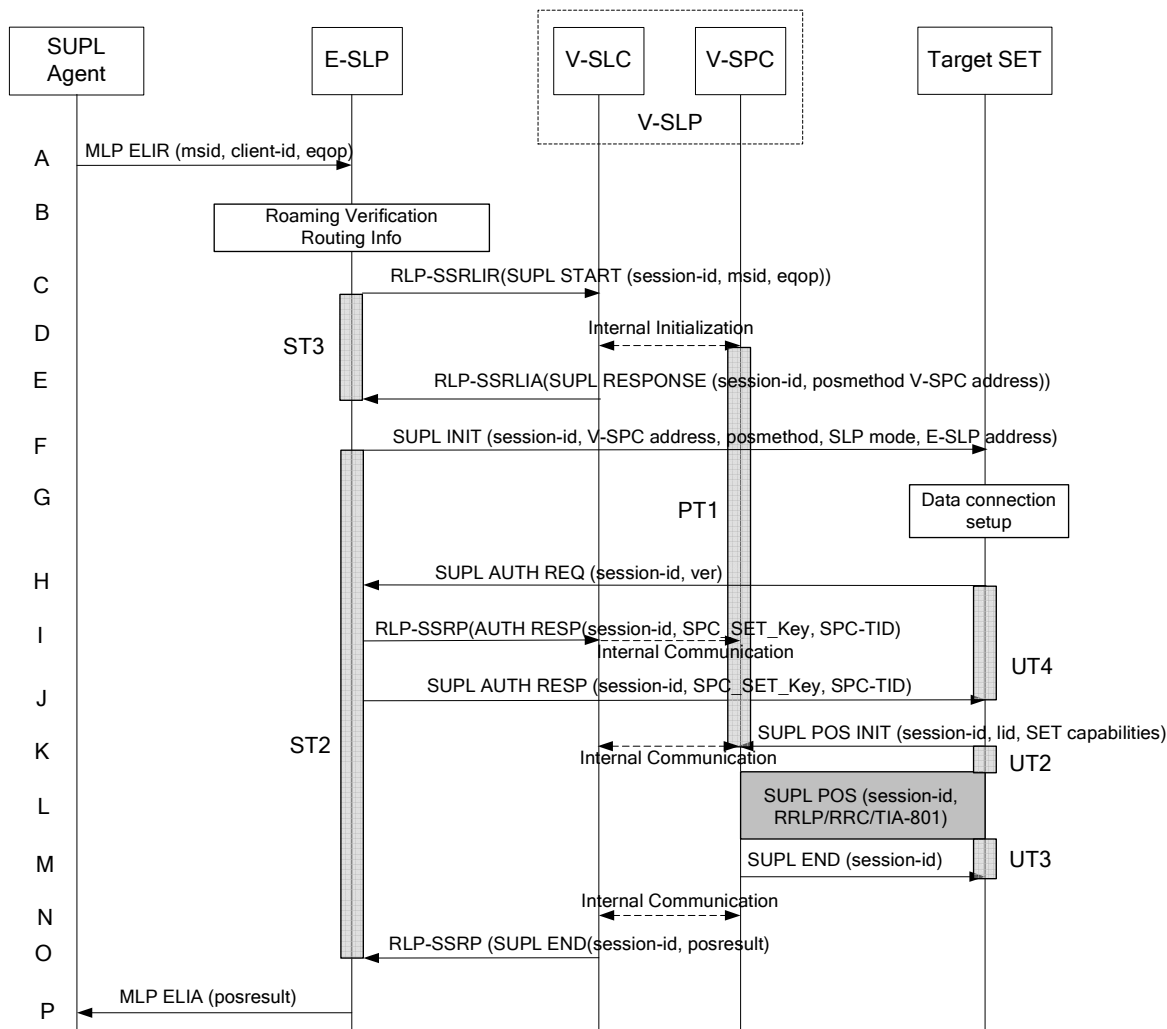 SUPL
Agent
E-SLP
V-SLC
V-SPC
Target SET
V-SLP
A
MLP ELIR (msid, client-id, eqop)
B
Roaming Verification
Routing Info
C
RLP-SSRLIR(SUPL START (session-id, msid, eqop))
D
Internal Initialization
ST3
E
RLP-SSRLIA(SUPL RESPONSE (session-id, posmethod V-SPC address))
F
SUPL INIT (session-id, V-SPC address, posmethod, SLP mode, E-SLP address)
G
Data connection
setup
PT1
H
SUPL AUTH REQ (session-id, ver)
I
RLP-SSRP(AUTH RESP(session-id, SPC_SET_Key, SPC-TID)
Internal Communication
UT4
J
SUPL AUTH RESP (session-id, SPC_SET_Key, SPC-TID)
ST2
K
SUPL POS INIT (session-id, lid, SET capabilities)
Internal Communication
UT2
L
SUPL POS (session-id,
RRLP/RRC/TIA-801)
M
SUPL END (session-id)
UT3
N
Internal Communication
O
RLP-SSRP (SUPL END(session-id, posresult)
P
MLP ELIA (posresult)